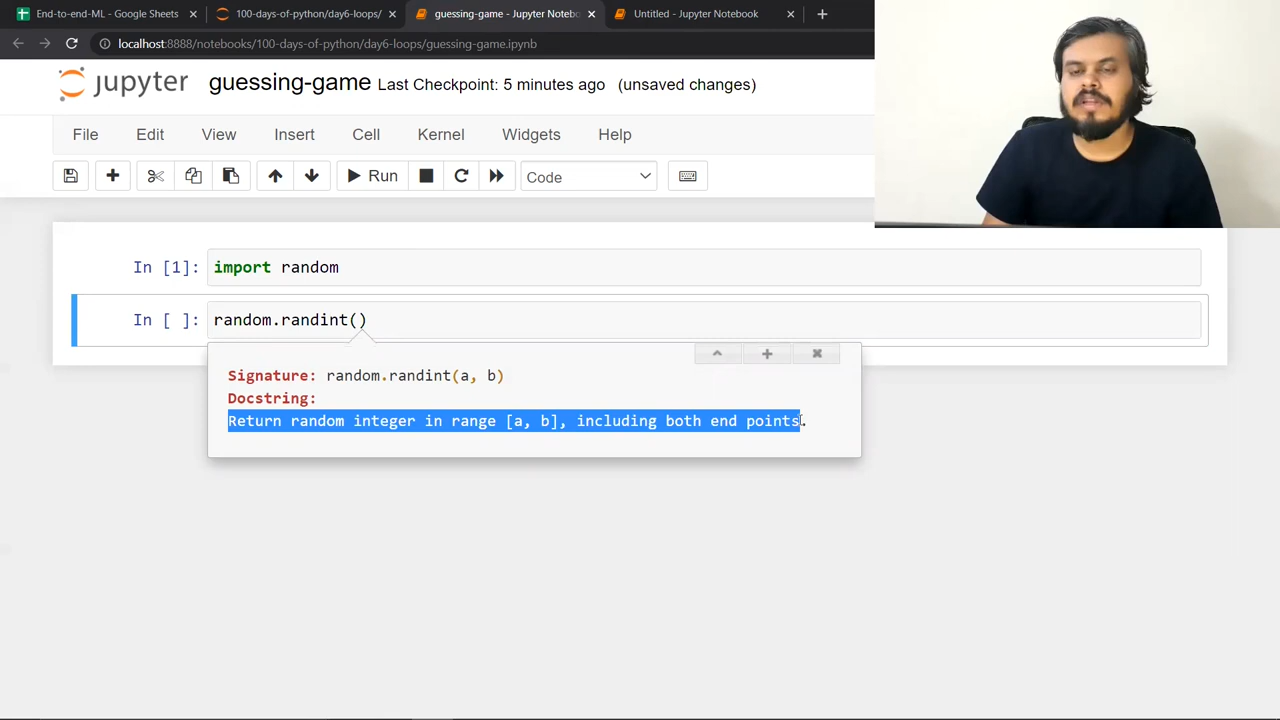 End-to-end-ML - Google Sheets
100-days-of-python/day6-loops/
guessing-game - Jupyter Noteboo
Untitled - Jupyter Notebook
localhost:8888/notebooks/100-days-of-python/day6-loops/guessing-game.ipynb
jupyter guessing-game Last Checkpoint: 5 minutes ago (unsaved changes)
File Edit View Insert Cell Kernel Widgets Help
Run Code
In [1]: import random
In [ ]: random.randint()
Signature: random.randint(a, b)
Docstring:
Return random integer in range [a, b], including both end points.